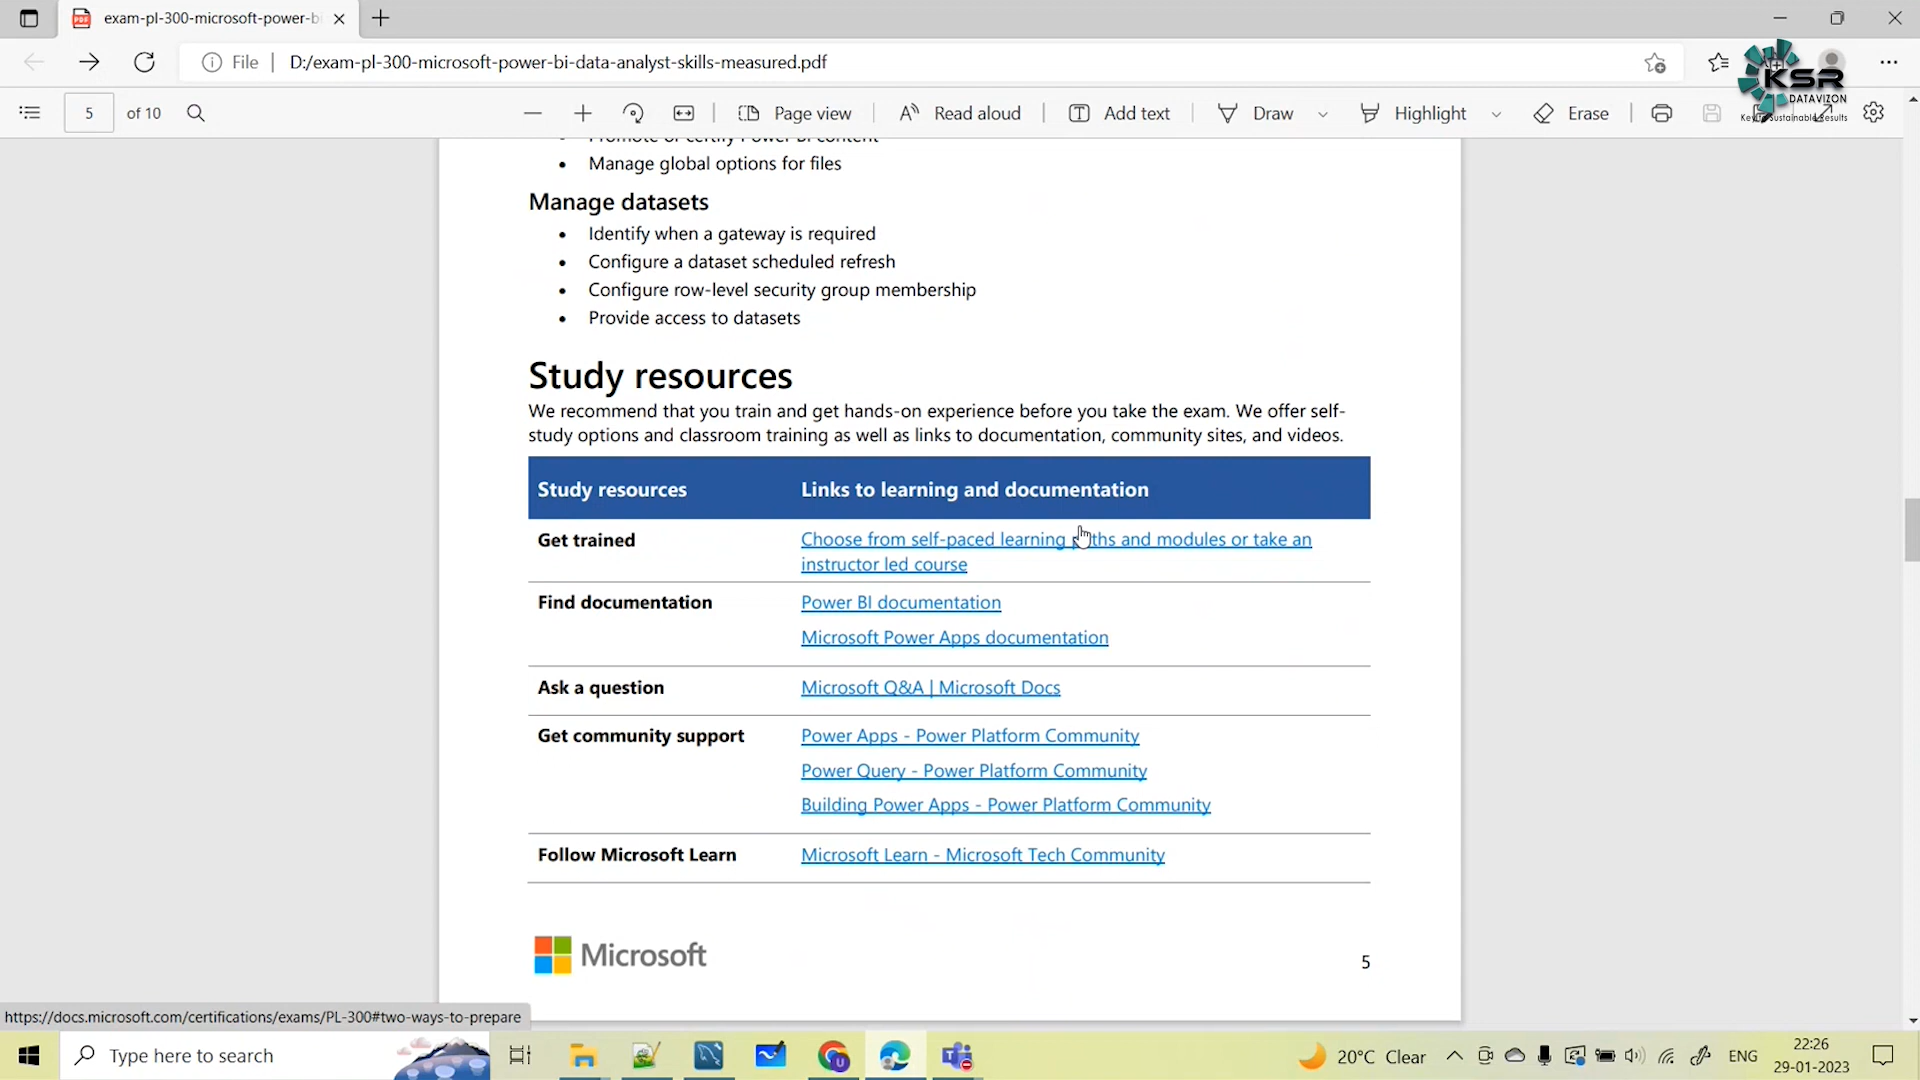 exam-pl-300-microsoft-power-bi
File
D:/exam-pl-300-microsoft-power-bi-data-analyst-skills-measured.pdf
KSR
DATAVIZON
5
of 10
Page view
Read aloud
Add text
Draw
Highlight
Erase
Promote or certify Power BI content
Manage global options for files
Manage datasets
Identify when a gateway is required
Configure a dataset scheduled refresh
Configure row-level security group membership
Provide access to datasets
Study resources
We recommend that you train and get hands-on experience before you take the exam. We offer self-
study options and classroom training as well as links to documentation, community sites, and videos.
Study resources
Links to learning and documentation
Get trained
Choose from self-paced learning paths and modules or take an
instructor led course
Find documentation
Power BI documentation
Microsoft Power Apps documentation
Ask a question
Microsoft Q&A | Microsoft Docs
Get community support
Power Apps - Power Platform Community
Power Query - Power Platform Community
Building Power Apps - Power Platform Community
Follow Microsoft Learn
Microsoft Learn - Microsoft Tech Community
Microsoft
5
https://docs.microsoft.com/certifications/exams/PL-300#two-ways-to-prepare
Type here to search
20°C Clear
ENG
22:26
29-01-2023